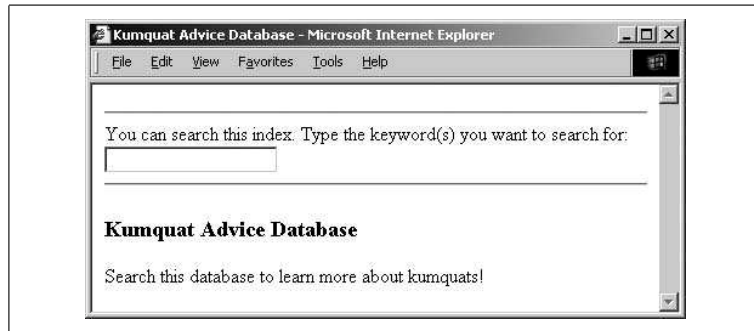 Kumquat Advice Database - Microsoft Internet Explorer
File Edit View Favorites Tools Help
You can search this index. Type the keyword(s) you want to search for:
Kumquat Advice Database
Search this database to learn more about kumquats!